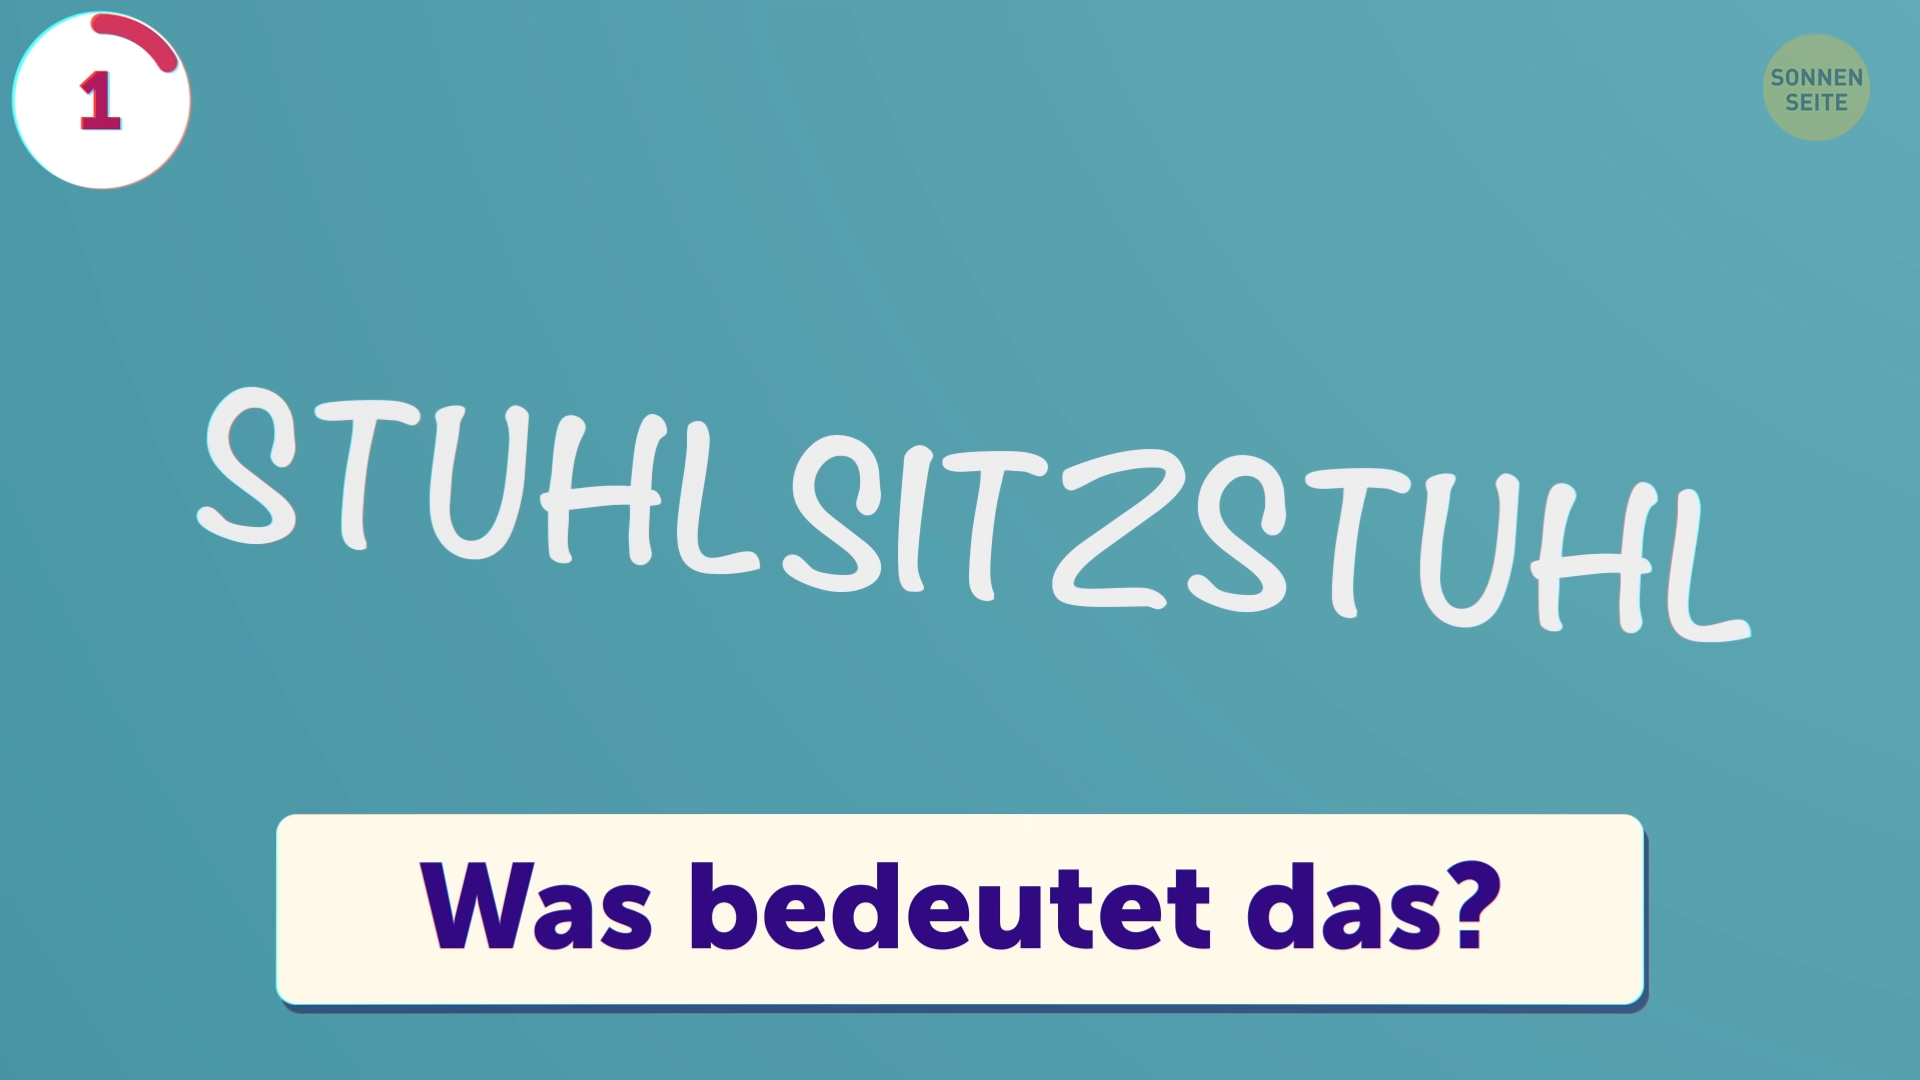 1
SONNEN
SEITE
STUHLSITZSTUHL
Was bedeutet das?